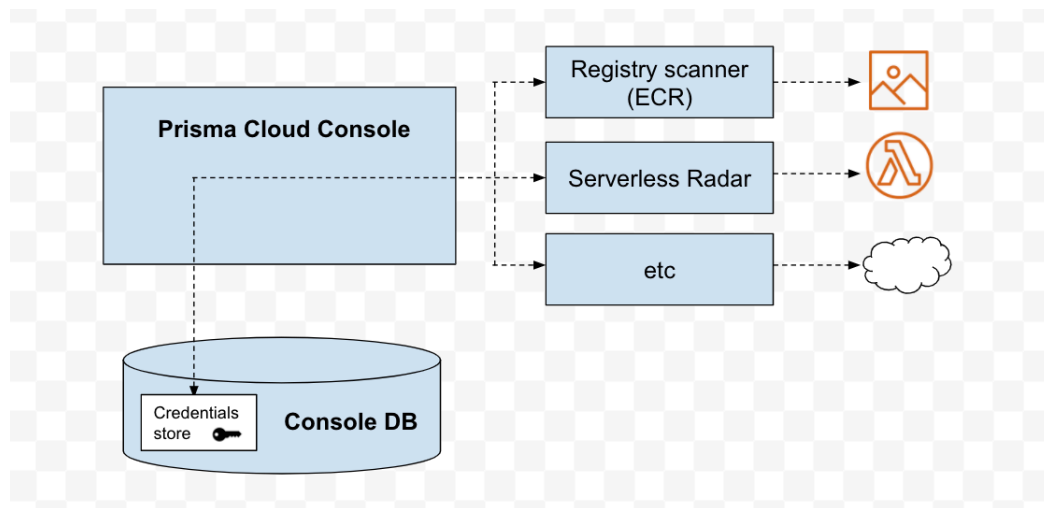 Prisma Cloud Console
Registry scanner
(ECR)
Serverless Radar
etc
Credentials
store
Console DB